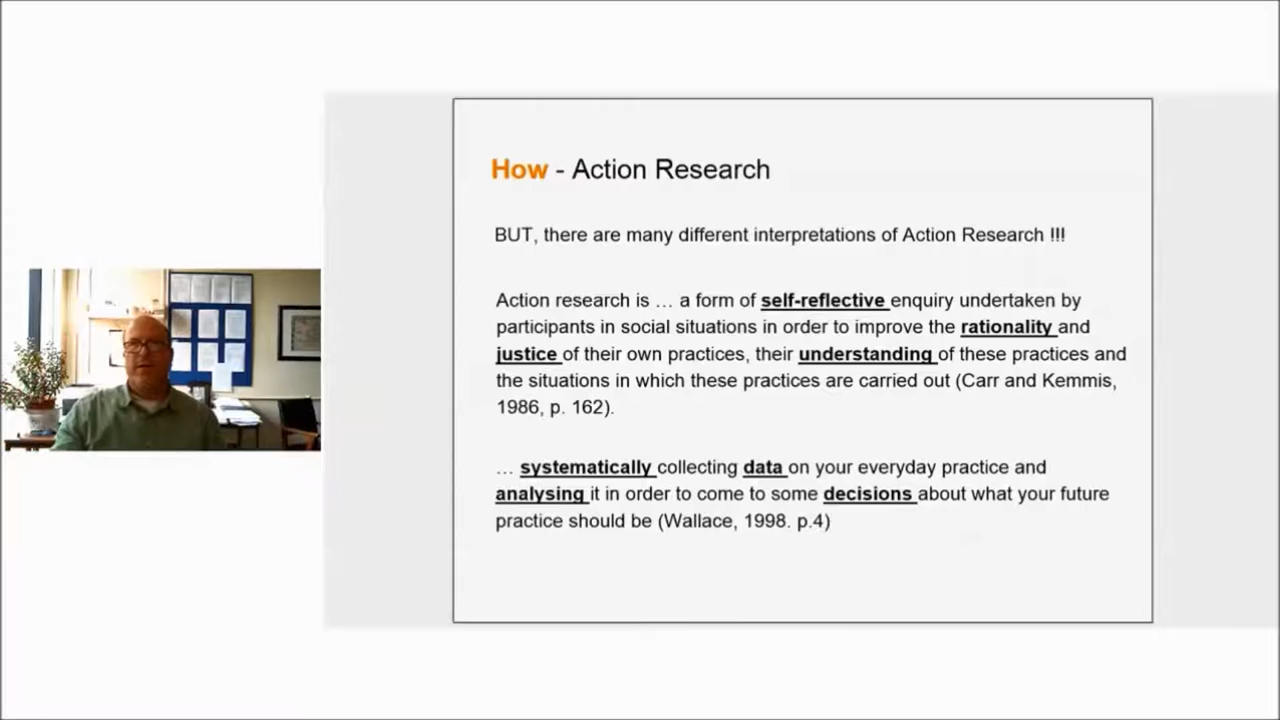 How - Action Research
BUT, there are many different interpretations of Action Research !!!
Action research is … a form of self-reflective enquiry undertaken by
participants in social situations in order to improve the rationality and
justice of their own practices, their understanding of these practices and
the situations in which these practices are carried out (Carr and Kemmis,
1986, p. 162).
… systematically collecting data on your everyday practice and
analysing it in order to come to some decisions about what your future
practice should be (Wallace, 1998. p.4)